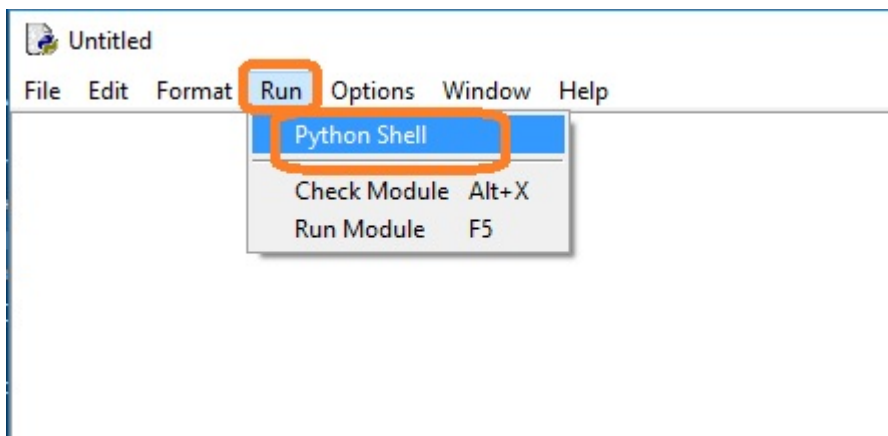 Untitled
File Edit Format Run Options Window Help
Python Shell
Check Module Alt+X
Run Module F5